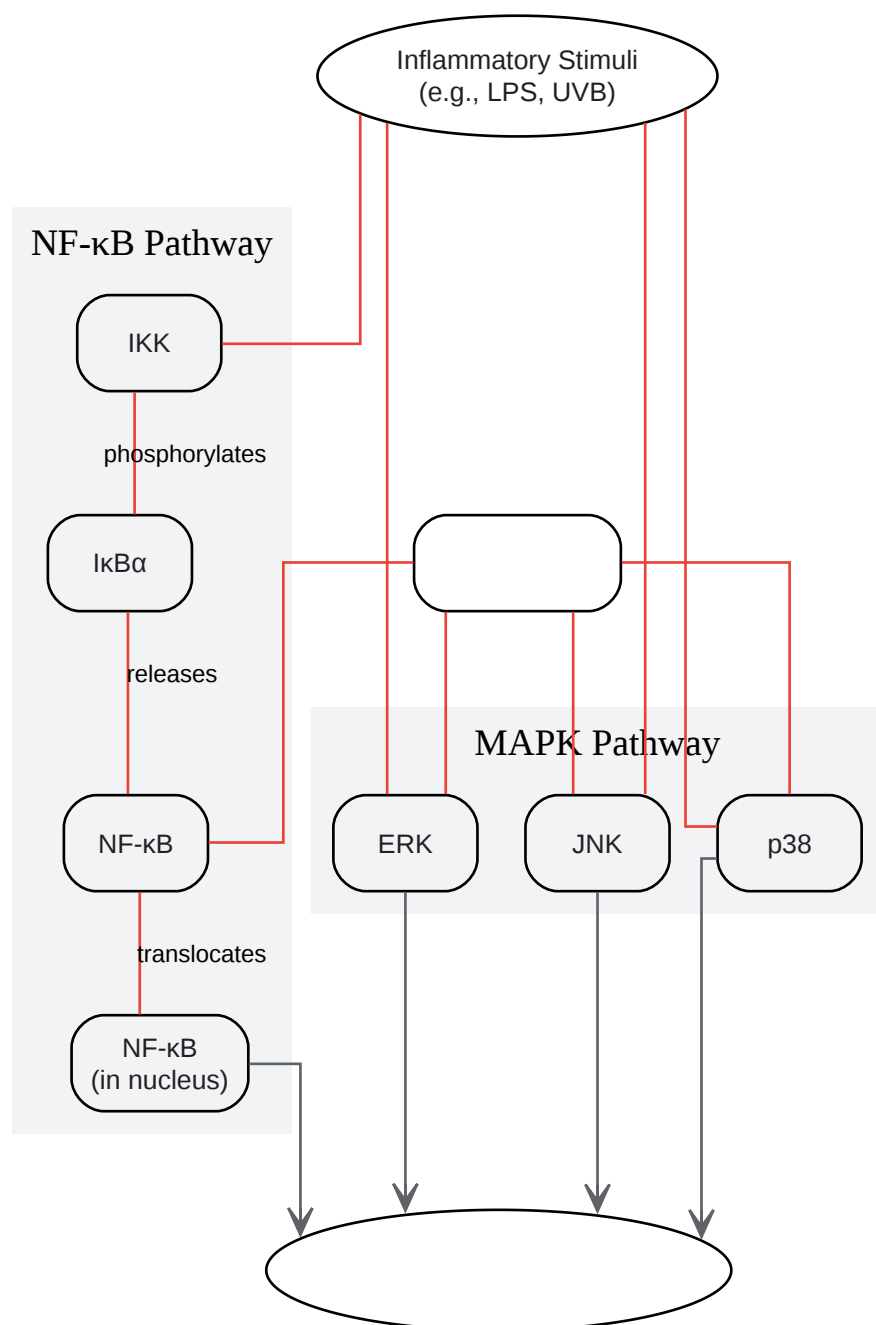 Inflammatory Stimuli
(e.g., LPS, UVB)
NF-κB Pathway
IKK
phosphorylates
IκBα
releases
MAPK Pathway
NF-κB
ERK
JNK
p38
translocates
NF-κB
(in nucleus)